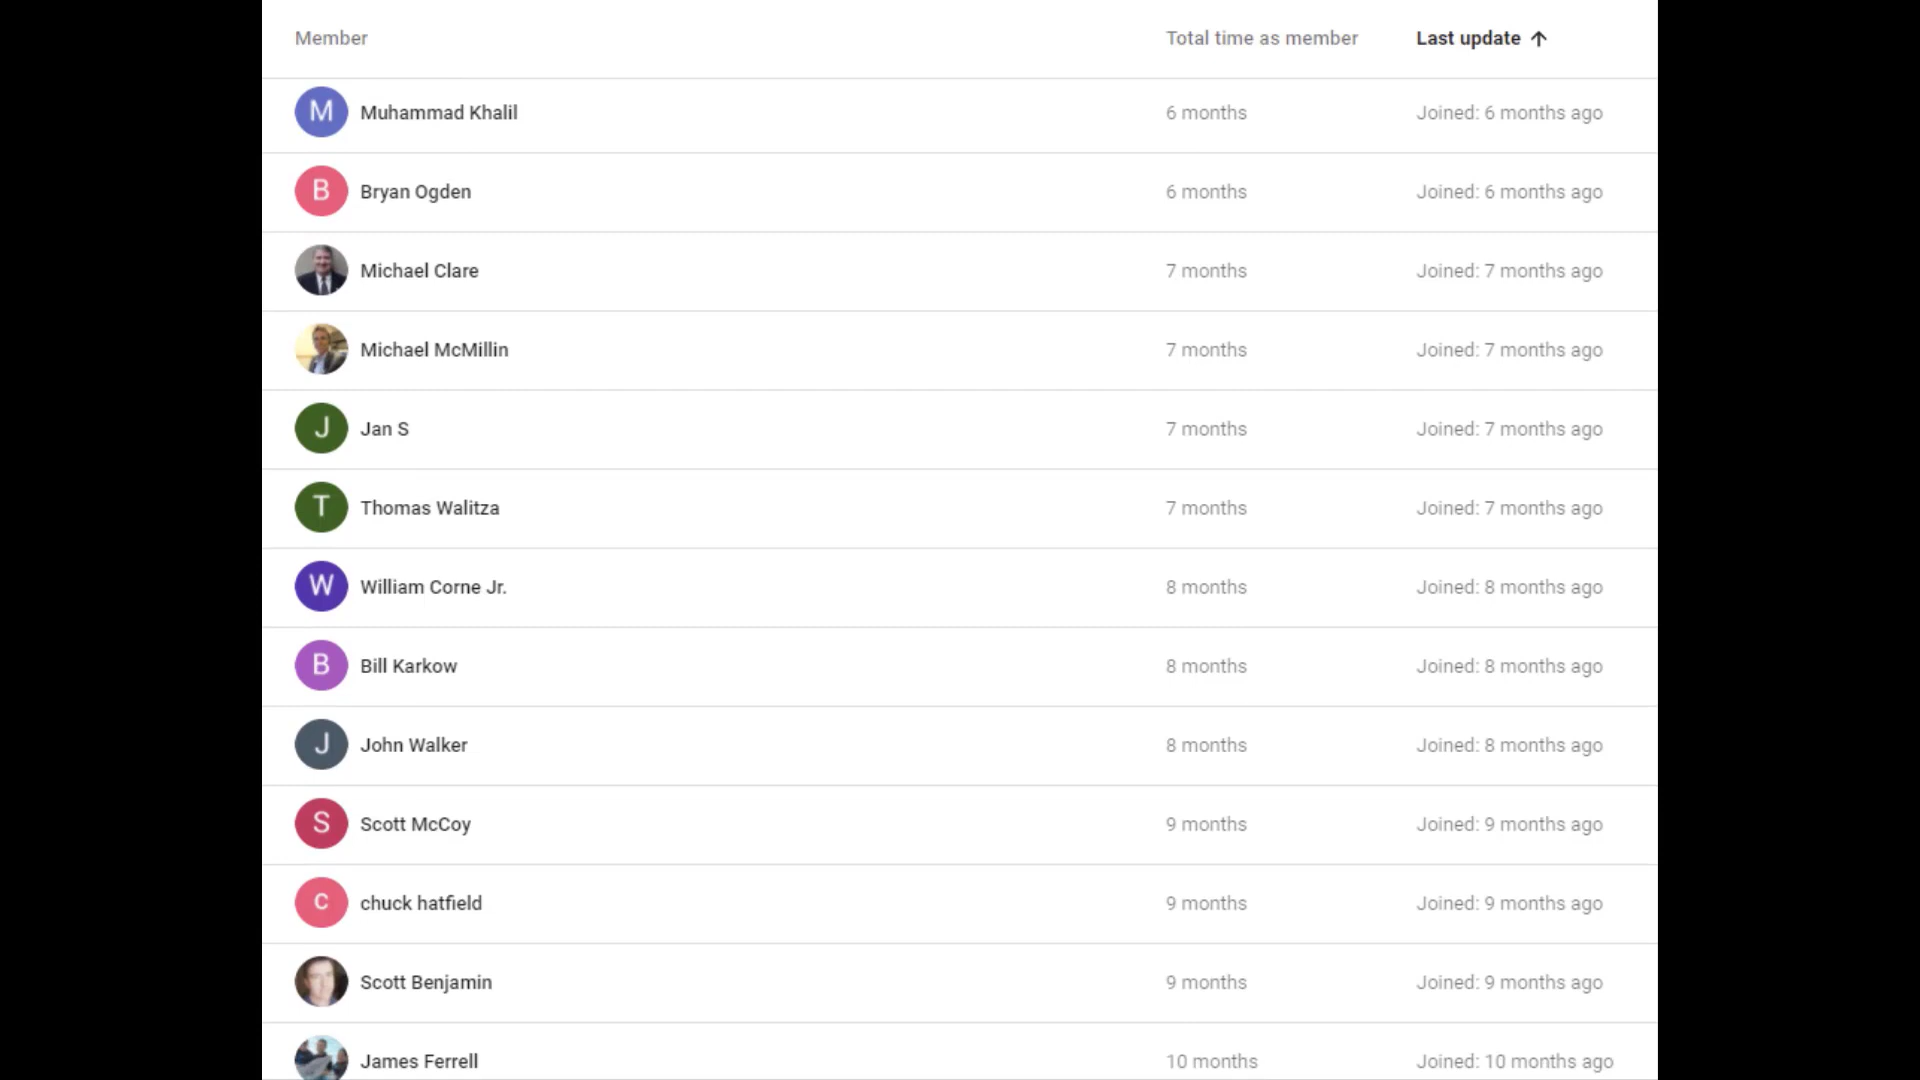 Member Total time as member Last update ↑
M Muhammad Khalil 6 months Joined: 6 months ago
B Bryan Ogden 6 months Joined: 6 months ago
Michael Clare 7 months Joined: 7 months ago
Michael McMillin 7 months Joined: 7 months ago
J Jan S 7 months Joined: 7 months ago
T Thomas Walitza 7 months Joined: 7 months ago
W William Corne Jr. 8 months Joined: 8 months ago
B Bill Karkow 8 months Joined: 8 months ago
J John Walker 8 months Joined: 8 months ago
S Scott McCoy 9 months Joined: 9 months ago
c chuck hatfield 9 months Joined: 9 months ago
Scott Benjamin 9 months Joined: 9 months ago
James Ferrell 10 months Joined: 10 months ago